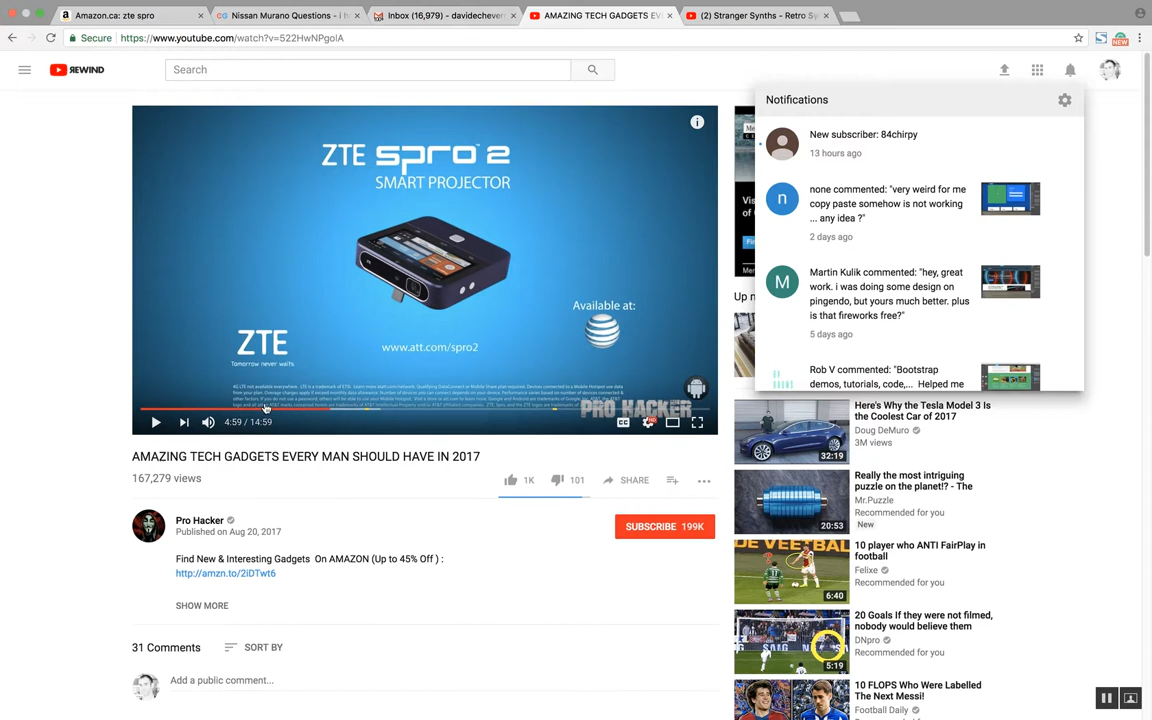 Amazon.ca: zte spro
Nissan Murano Questions - i h
Inbox (16,979) - davidechever
AMAZING TECH GADGETS EV
(2) Stranger Synths - Retro Sy
Secure
https://www.youtube.com/watch?v=522HwNPgolA
NEW
REWIND
Search
Notifications
New subscriber: 84chirpy
13 hours ago
none commented: "very weird for me
copy paste somehow is not working
... any idea ?"
2 days ago
Martin Kulik commented: "hey, great
work. i was doing some design on
pingendo, but yours much better. plus
is that fireworks free?"
5 days ago
Rob V commented: "Bootstrap
demos, tutorials, code,... Helped me
ZTE spro 2
SMART PROJECTOR
Available at:
AT&T
ZTE
Tomorrow never waits
www.att.com/spro2
PRO HACKER
4:59 / 14:59
CC
HD
AMAZING TECH GADGETS EVERY MAN SHOULD HAVE IN 2017
167,279 views
1K
101
SHARE
Pro Hacker
Published on Aug 20, 2017
SUBSCRIBE 199K
Find New & Interesting Gadgets On AMAZON (Up to 45% Off ) :
http://amzn.to/2iDTwt6
SHOW MORE
31 Comments
SORT BY
Add a public comment...
Up n
Here's Why the Tesla Model 3 Is
the Coolest Car of 2017
Doug DeMuro
3M views
32:19
Really the most intriguing
puzzle on the planet!? - The
Mr.Puzzle
Recommended for you
New
20:53
10 player who ANTI FairPlay in
football
Felixe
Recommended for you
6:40
20 Goals If they were not filmed,
nobody would believe them
DNpro
Recommended for you
5:19
10 FLOPS Who Were Labelled
The Next Messi!
Football Daily
Recommended for you